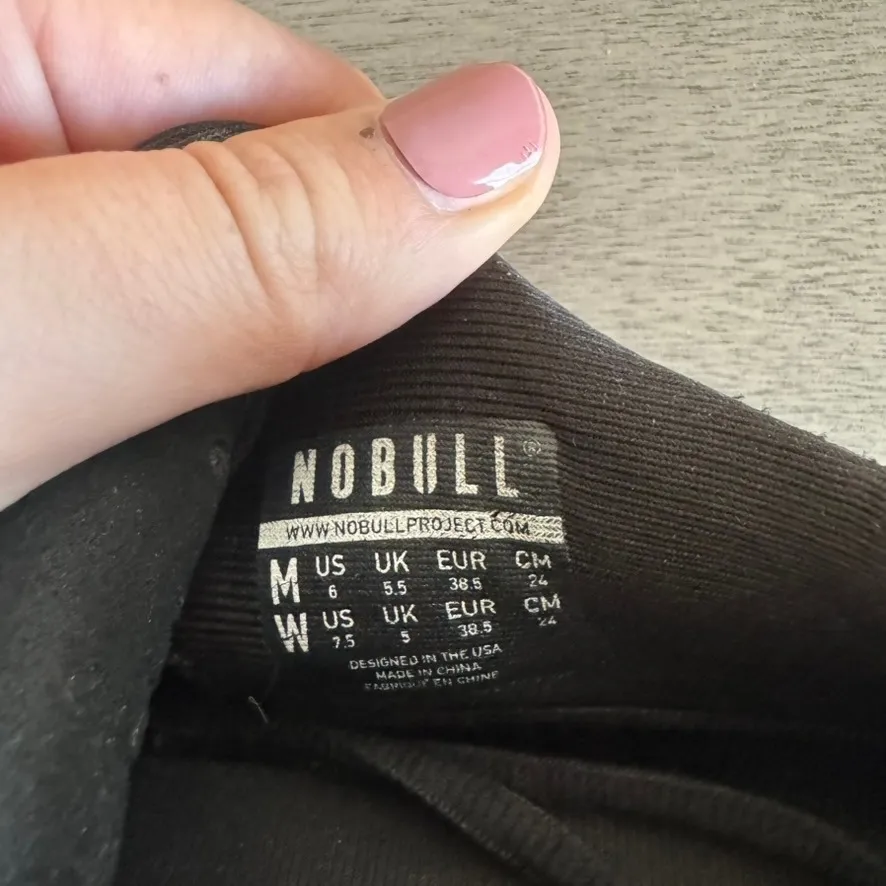 NOBULL®
WWW.NOBULLPROJECT.COM
M US UK EUR CM
6 5.5 38.5 24
W US UK EUR CM
7.5 5 38.5 24
DESIGNED IN THE USA
MADE IN CHINA
FABRIQUÉ EN CHINE